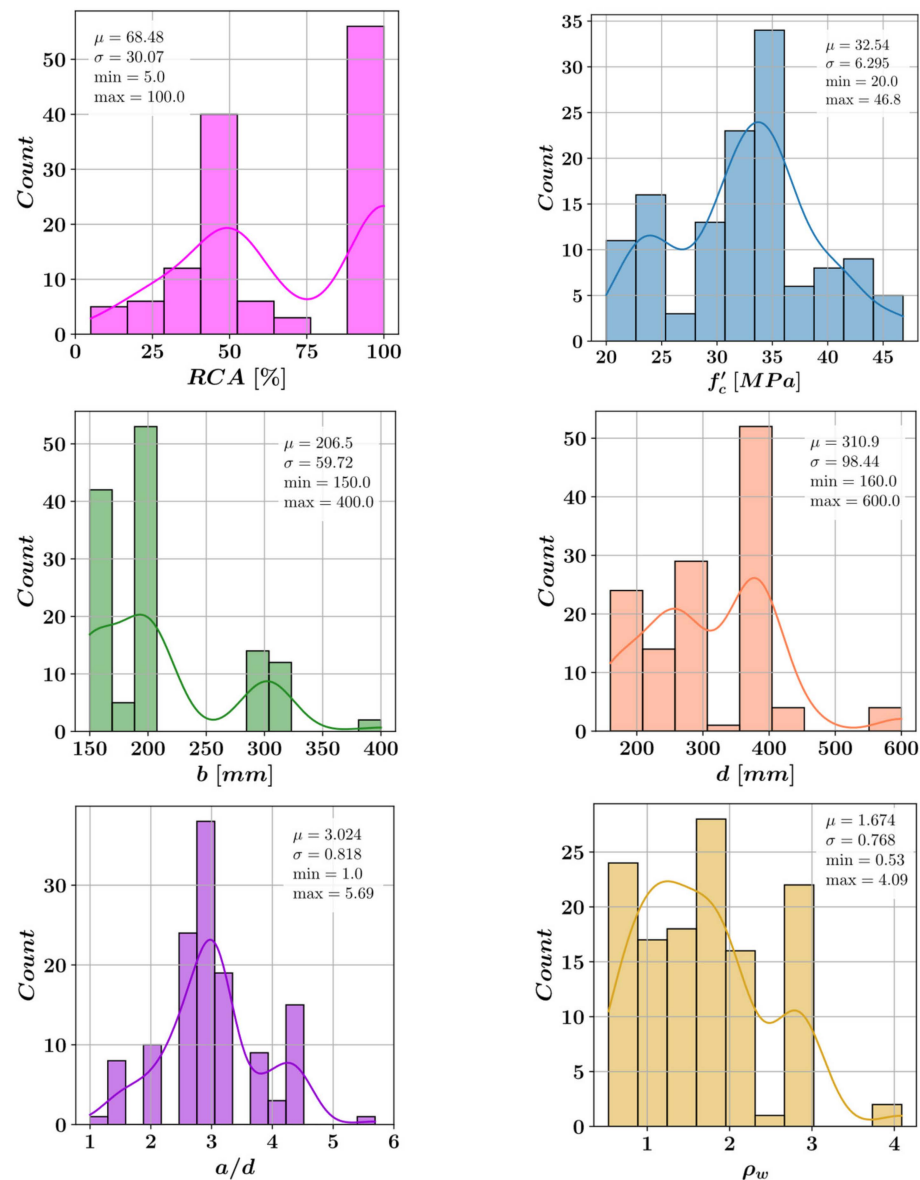 μ = 68.48
σ = 30.07
min = 5.0
max = 100.0
50
40
30
20
10
0
Count
0 25 50 75 100
RCA [%]
μ = 32.54
σ = 6.295
min = 20.0
max = 46.8
35
30
25
20
15
10
5
0
Count
20 25 30 35 40 45
f′c [MPa]
μ = 206.5
σ = 59.72
min = 150.0
max = 400.0
50
40
30
20
10
0
Count
150 200 250 300 350 400
b [mm]
μ = 310.9
σ = 98.44
min = 160.0
max = 600.0
50
40
30
20
10
0
Count
200 300 400 500 600
d [mm]
μ = 3.024
σ = 0.818
min = 1.0
max = 5.69
30
20
10
0
Count
1 2 3 4 5 6
a/d
μ = 1.674
σ = 0.768
min = 0.53
max = 4.09
25
20
15
10
5
0
Count
1 2 3 4
ρw